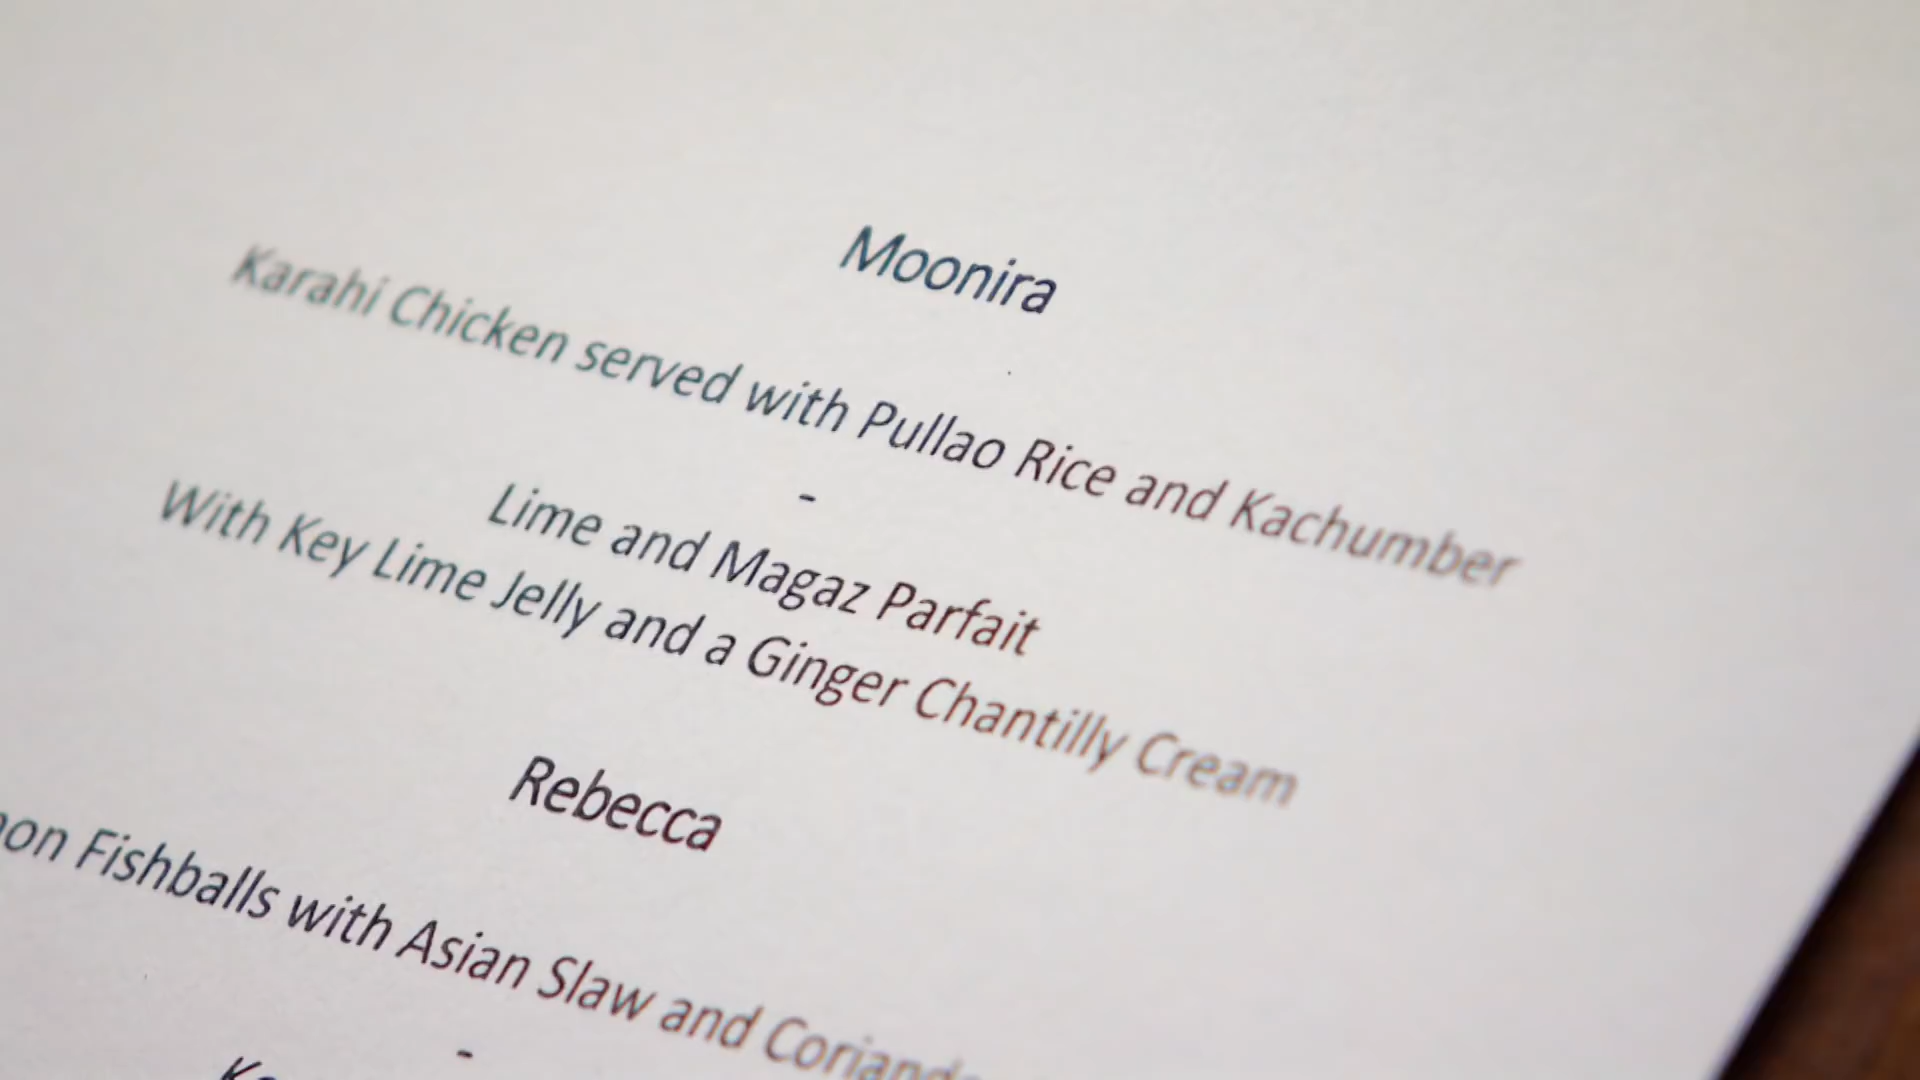 Moonira
Karahi Chicken served with Pullao Rice and Kachumber
-
Lime and Magaz Parfait
With Key Lime Jelly and a Ginger Chantilly Cream
Rebecca
Fishballs with Asian Slaw and
-